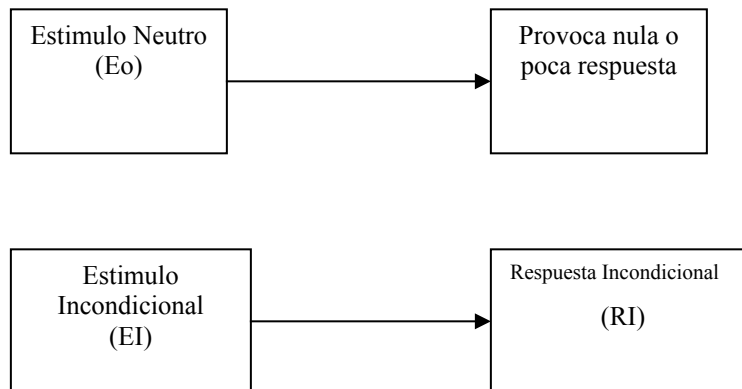 Estimulo Neutro
(Eo)
Provoca nula o
poca respuesta
Estimulo
Incondicional
(EI)
Respuesta Incondicional
(RI)